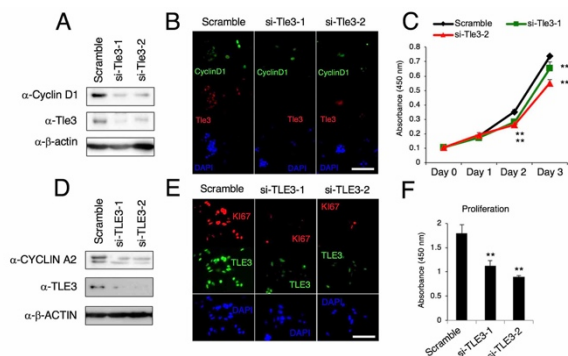 A
Scramble
si-Tle3-1
si-Tle3-2
α-Cyclin D1
α-Tle3
α-β-actin
B
Scramble si-Tle3-1 si-Tle3-2
CyclinD1 CyclinD1 CyclinD1
Tle3 Tle3 Tle3
DAPI DAPI DAPI
C
Scramble si-Tle3-1
si-Tle3-2
Absorbance (450 nm)
0.8
0.7
0.6
0.5
0.4
0.3
0.2
0.1
0
**
**
**
**
Day 0 Day 1 Day 2 Day 3
D
Scramble
si-TLE3-1
si-TLE3-2
α-CYCLIN A2
α-TLE3
α-β-ACTIN
E
Scramble si-TLE3-1 si-TLE3-2
KI67 KI67 KI67
TLE3 TLE3 TLE3
DAPI DAPI DAPI
F
Proliferation
Absorbance (450 nm)
2
1.5
1
0.5
0
**
**
Scramble
si-TLE3-1
si-TLE3-2